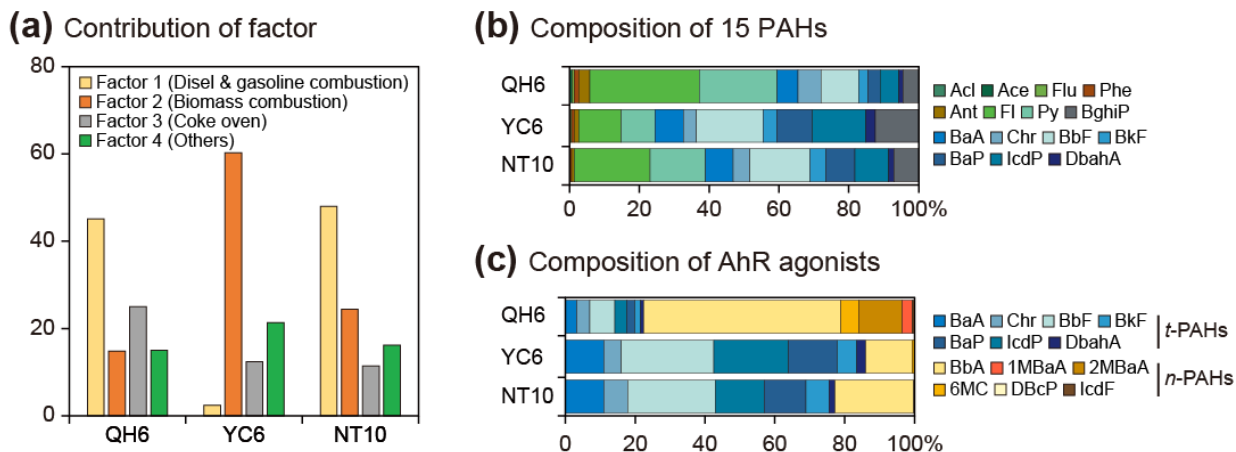 (a) Contribution of factor
80
60
40
20
0
Factor 1 (Disel & gasoline combustion)
Factor 2 (Biomass combustion)
Factor 3 (Coke oven)
Factor 4 (Others)
QH6 YC6 NT10
(b) Composition of 15 PAHs
QH6
YC6
NT10
0 20 40 60 80 100%
Acl Ace Flu Phe
Ant Fl Py BghiP
BaA Chr BbF BkF
BaP IcdP DbahA
(c) Composition of AhR agonists
QH6
YC6
NT10
0 20 40 60 80 100%
BaA Chr BbF BkF
BaP IcdP DbahA
t-PAHs
BbA 1MBaA 2MBaA
6MC DBcP IcdF
n-PAHs